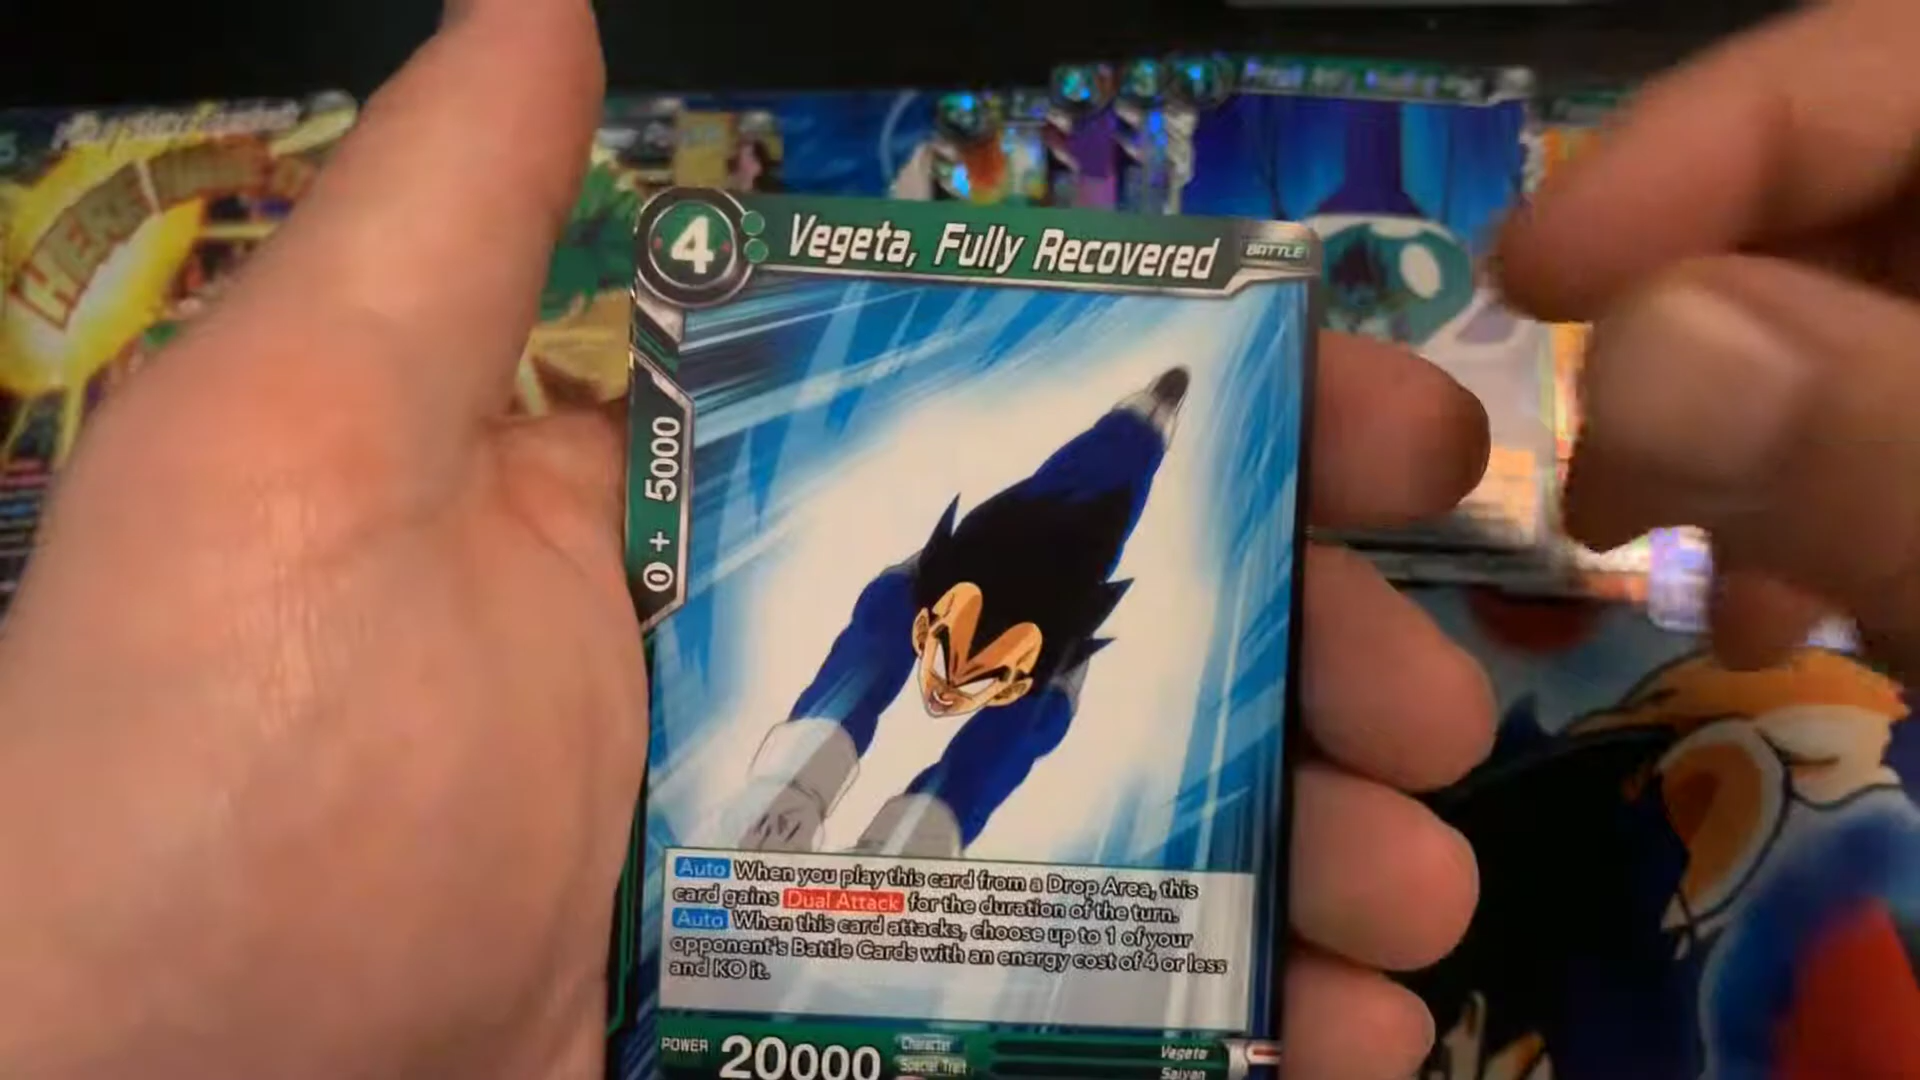 HERE
4
Vegeta, Fully Recovered
BATTLE
0 + 5000
Auto When you play this card from a Drop Area, this
card gains Dual Attack for the duration of the turn.
Auto When this card attacks, choose up to 1 of your
opponent's Battle Cards with an energy cost of 4 or less
and KO it.
POWER 20000
Character Vegeta
Special Trait Saiyan